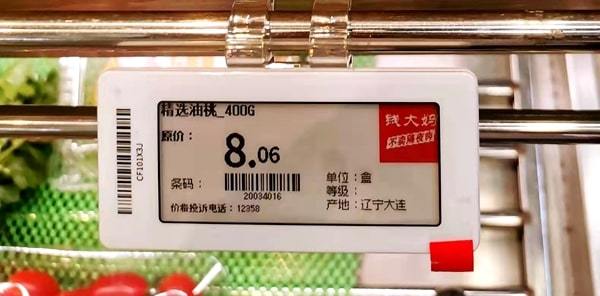 精选油桃_400G
钱大妈
不卖隔夜肉
原价：
8.06
条码：
20034016
单位：盒
等级：
产地：辽宁大连
价格投诉电话：12358
CF101X3J